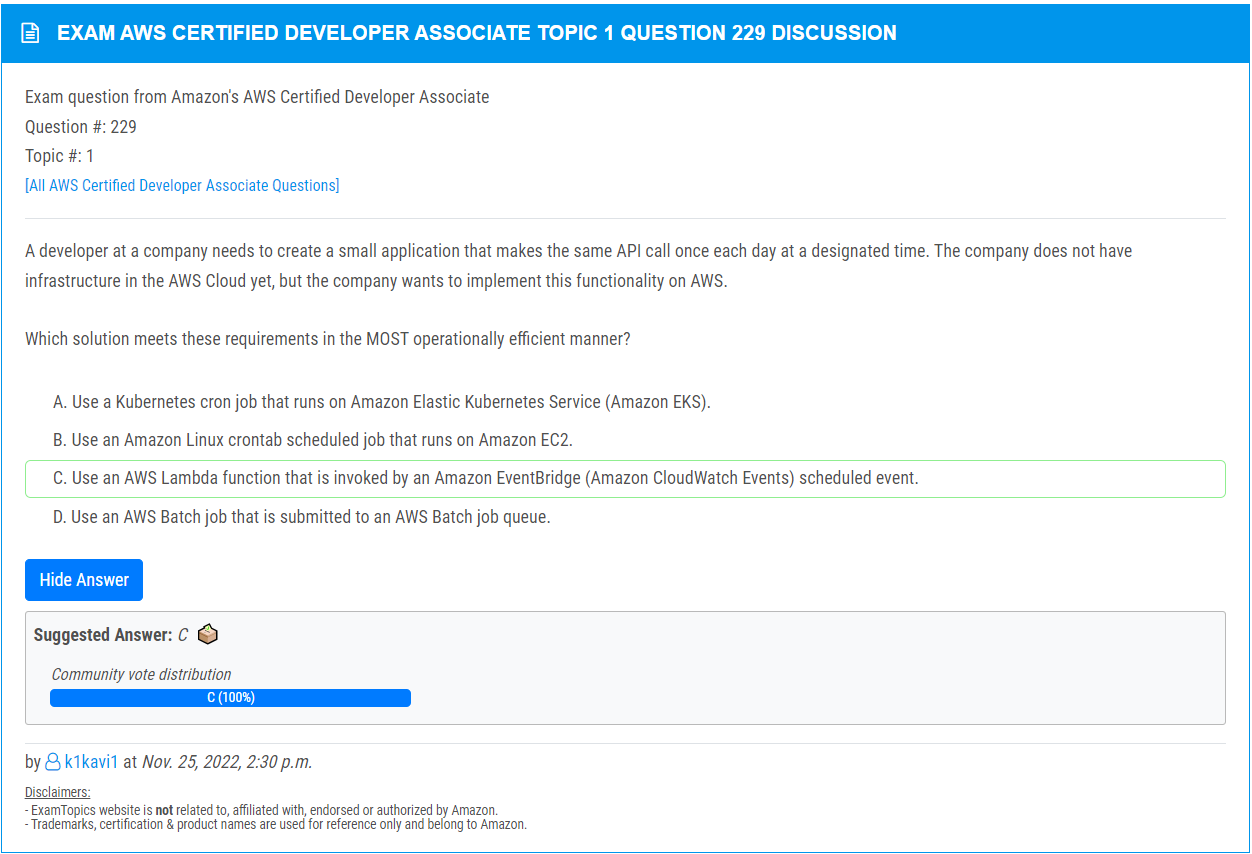 EXAM AWS CERTIFIED DEVELOPER ASSOCIATE TOPIC 1 QUESTION 229 DISCUSSION
Exam question from Amazon's AWS Certified Developer Associate
Question #: 229
Topic #: 1
[All AWS Certified Developer Associate Questions]
A developer at a company needs to create a small application that makes the same API call once each day at a designated time. The company does not have
infrastructure in the AWS Cloud yet, but the company wants to implement this functionality on AWS.
Which solution meets these requirements in the MOST operationally efficient manner?
A. Use a Kubernetes cron job that runs on Amazon Elastic Kubernetes Service (Amazon EKS).
B. Use an Amazon Linux crontab scheduled job that runs on Amazon EC2.
C. Use an AWS Lambda function that is invoked by an Amazon EventBridge (Amazon CloudWatch Events) scheduled event.
D. Use an AWS Batch job that is submitted to an AWS Batch job queue.
Hide Answer
Suggested Answer: C
Community vote distribution
C (100%)
by k1kavi1 at Nov. 25, 2022, 2:30 p.m.
Disclaimers:
- ExamTopics website is not related to, affiliated with, endorsed or authorized by Amazon.
- Trademarks, certification & product names are used for reference only and belong to Amazon.